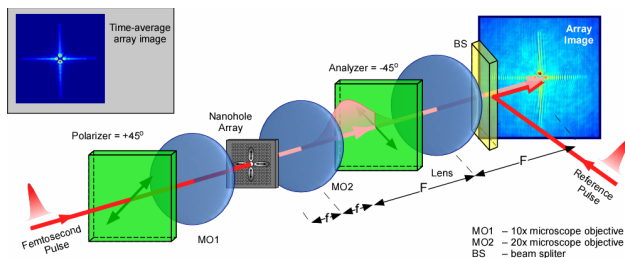 Time-average
array image
Analyzer = -45⁰
BS
Array
Image
Nanohole
Array
Polarizer = +45⁰
Lens
F
F
MO2
f
f
Reference
Pulse
Femtosecond
Pulse
MO1
MO1 – 10x microscope objective
MO2 – 20x microscope objective
BS – beam spliter